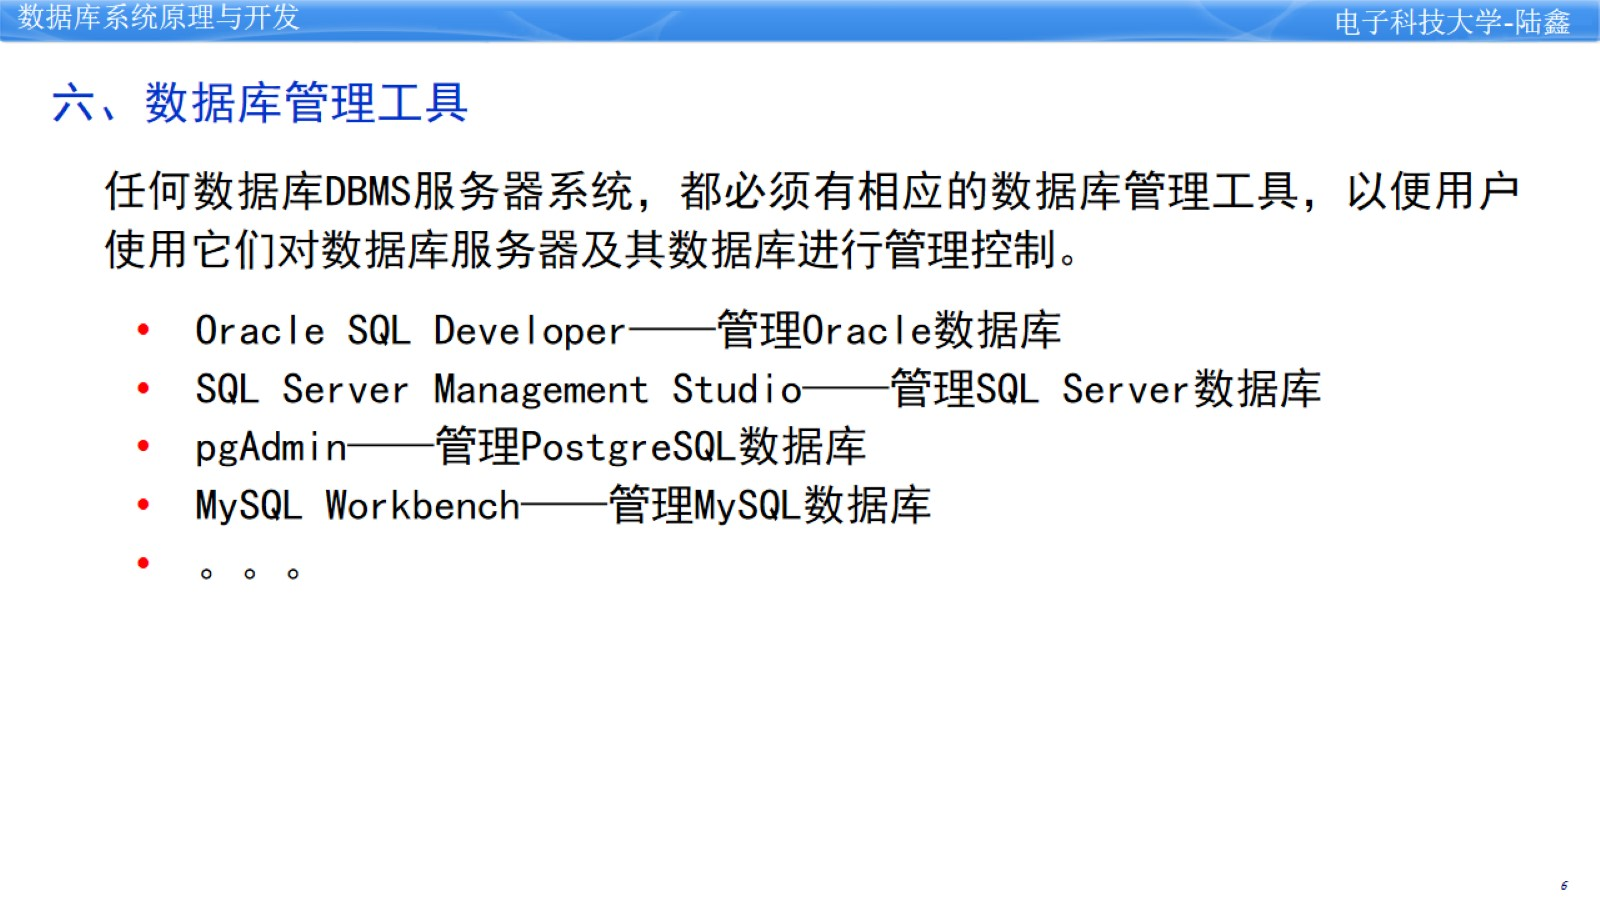 数据库系统原理与开发
电子科技大学-陆鑫
六、数据库管理工具
任何数据库DBMS服务器系统，都必须有相应的数据库管理工具，以便用户
使用它们对数据库服务器及其数据库进行管理控制。
• Oracle SQL Developer——管理Oracle数据库
• SQL Server Management Studio——管理SQL Server数据库
• pgAdmin——管理PostgreSQL数据库
• MySQL Workbench——管理MySQL数据库
• 。。。
6